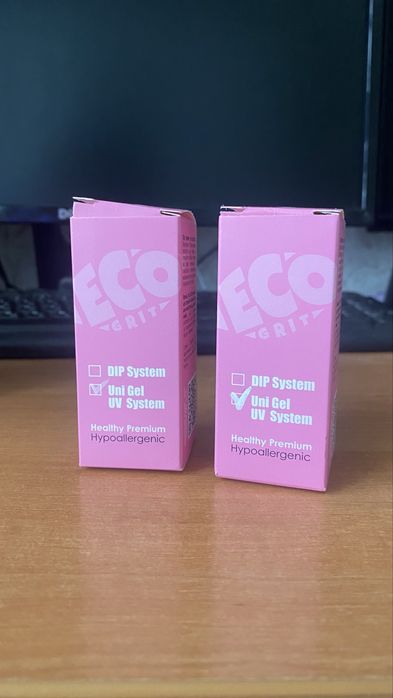 ECO
GRIT
DIP System
Uni Gel
UV System
Healthy Premium
Hypoallergenic
ECO
GRIT
DIP System
Uni Gel
UV System
Healthy Premium
Hypoallergenic